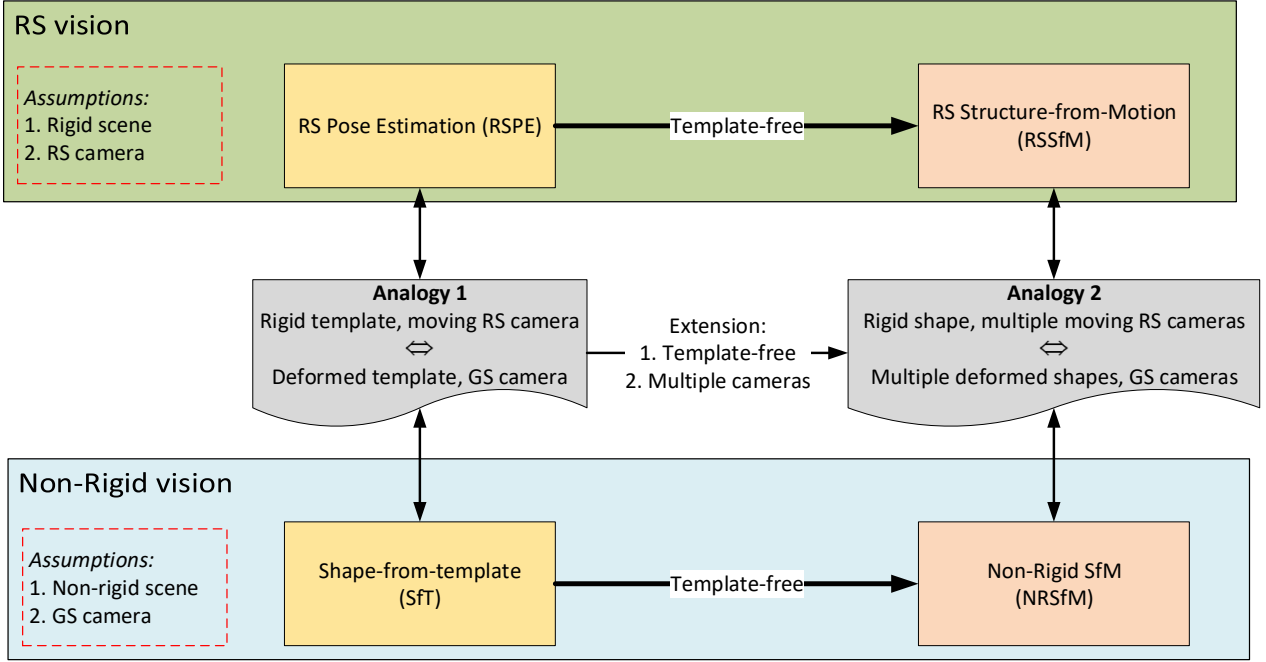 RS vision
Assumptions:
1. Rigid scene
2. RS camera
RS Pose Estimation (RSPE)
Template-free
RS Structure-from-Motion
(RSSfM)
Analogy 1
Rigid template, moving RS camera
⇔
Deformed template, GS camera
Extension:
1. Template-free
2. Multiple cameras
Analogy 2
Rigid shape, multiple moving RS cameras
⇔
Multiple deformed shapes, GS cameras
Non-Rigid vision
Assumptions:
1. Non-rigid scene
2. GS camera
Shape-from-template
(SfT)
Template-free
Non-Rigid SfM
(NRSfM)